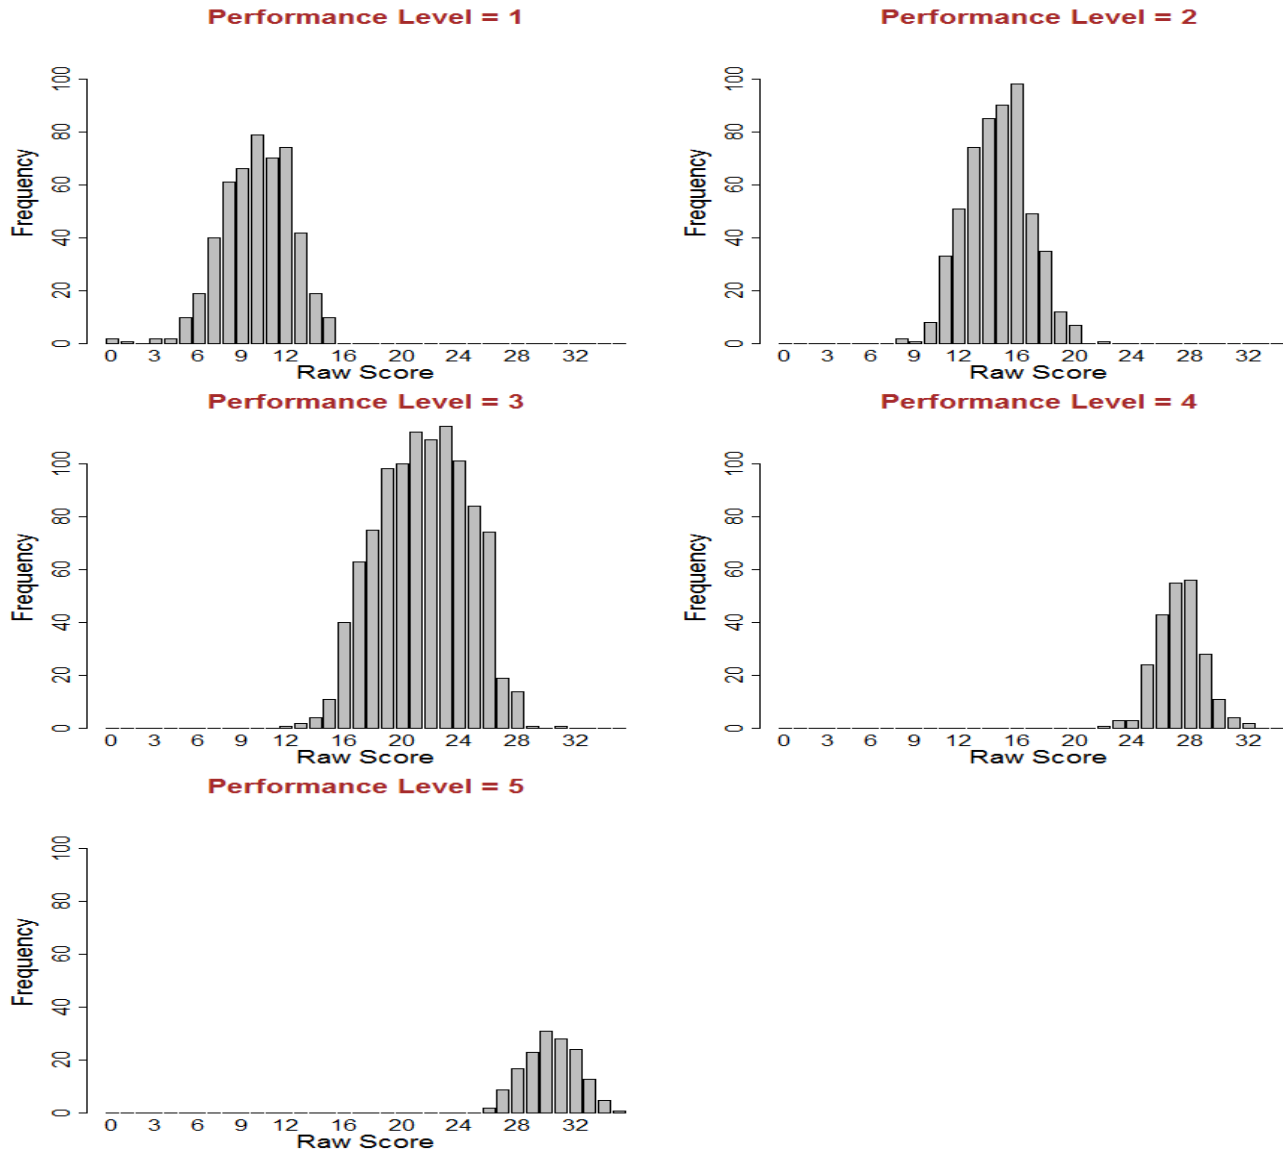 Performance Level = 1
Frequency
0 20 40 60 80 100
0 3 6 9 12 16 20 24 28 32
Raw Score
Performance Level = 2
Frequency
0 20 40 60 80 100
0 3 6 9 12 16 20 24 28 32
Raw Score
Performance Level = 3
Frequency
0 20 40 60 80 100
0 3 6 9 12 16 20 24 28 32
Raw Score
Performance Level = 4
Frequency
0 20 40 60 80 100
0 3 6 9 12 16 20 24 28 32
Raw Score
Performance Level = 5
Frequency
0 20 40 60 80 100
0 3 6 9 12 16 20 24 28 32
Raw Score